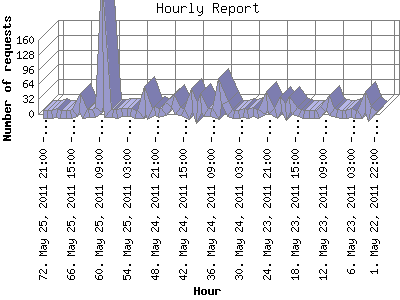 Hourly Report
Number of requests
160
128
96
64
32
0
72. May 25, 2011 21:00 -...
66. May 25, 2011 15:00 -...
60. May 25, 2011 09:00 -...
54. May 25, 2011 03:00 -...
48. May 24, 2011 21:00 -...
42. May 24, 2011 15:00 -...
36. May 24, 2011 09:00 -...
30. May 24, 2011 03:00 -...
24. May 23, 2011 21:00 -...
18. May 23, 2011 15:00 -...
12. May 23, 2011 09:00 -...
6. May 23, 2011 03:00 -...
1. May 22, 2011 22:00 -...
Hour